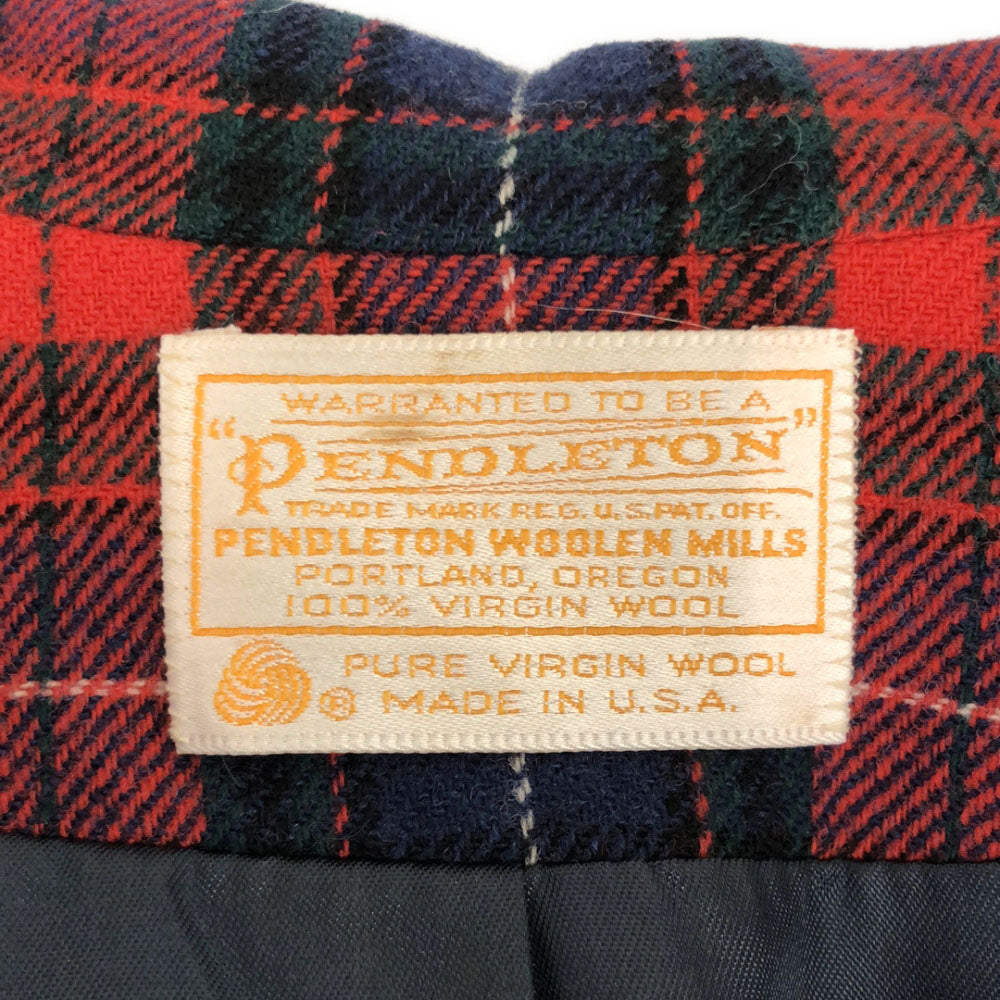 WARRANTED TO BE A
"PENDLETON"
TRADE MARK REG. U.S. PAT. OFF.
PENDLETON WOOLEN MILLS
PORTLAND, OREGON
100% VIRGIN WOOL
PURE VIRGIN WOOL
® MADE IN U.S.A.